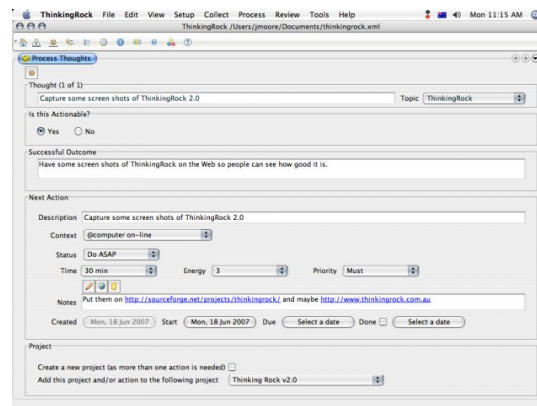 ThinkingRock File Edit View Setup Collect Process Review Tools Help Mon 11:15 AM
ThinkingRock /Users/jmoore/Documents/thinkingrock.xml
Process Thoughts
Thought (1 of 1)
Capture some screen shots of ThinkingRock 2.0 Topic ThinkingRock
Is this Actionable?
Yes No
Successful Outcome
Have some screen shots of ThinkingRock on the Web so people can see how good it is.
Next Action
Description Capture some screen shots of ThinkingRock 2.0
Context @computer on-line
Status Do ASAP
Time 30 min Energy 3 Priority Must
Notes Put them on http://sourceforge.net/projects/thinkingrock/ and maybe http://www.thinkingrock.com.au
Created Mon, 18 Jun 2007 Start Mon, 18 Jun 2007 Due Select a date Done Select a date
Project
Create a new project (as more than one action is needed)
Add this project and/or action to the following project Thinking Rock v2.0